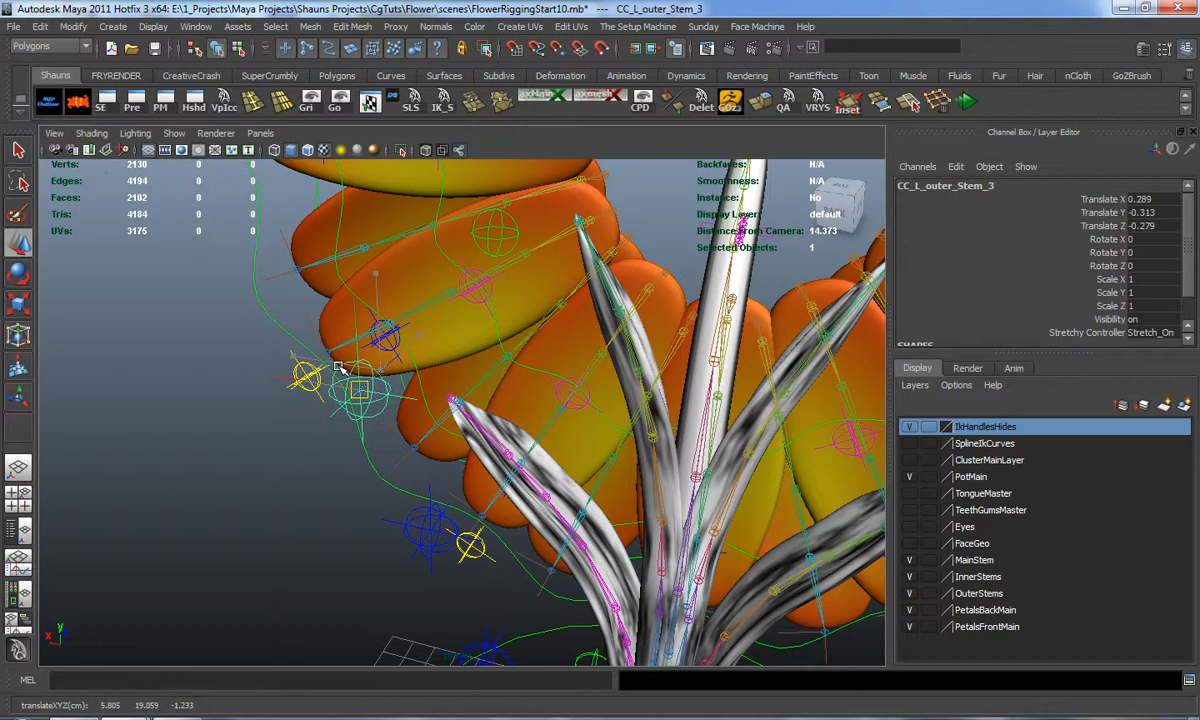 Autodesk Maya 2011 Hotfix 3 x64: E:\1_Projects\Maya Projects\Shauns Projects\CgTuts\Flower\scenes\FlowerRiggingStart10.mb* --- CC_L_outer_Stem_3
File Edit Modify Create Display Window Assets Select Mesh Edit Mesh Proxy Normals Color Create UVs Edit UVs The Setup Machine Sunday Face Machine Help
Polygons
Shauns FRYRENDER CreativeCrash SuperCrumbly Polygons Curves Surfaces Subdivs Deformation Animation Dynamics Rendering PaintEffects Toon Muscle Fluids Fur Hair nCloth GoZBrush
SE Pre PM Hshd VpIcc Gri Go SLS IK_S axMain axmesh CPD Delet GOZ QA VRYS Inset
View Shading Lighting Show Renderer Panels
Channel Box / Layer Editor
Channels Edit Object Show
Verts: 2130 0 0
Edges: 4194 0 0
Faces: 2102 0 0
Tris: 4184 0 0
UVs: 3175 0 0
Backfaces: N/A
Smoothness: N/A
Instance: No
Display Layer: default
Distance From Camera: 14.373
Selected Objects: 1
BACK
CC_L_outer_Stem_3
Translate X 0.289
Translate Y -0.313
Translate Z -0.279
Rotate X 0
Rotate Y 0
Rotate Z 0
Scale X 1
Scale Y 1
Scale Z 1
Visibility on
Stretchy Controller Stretch_On
SHAPES
Display Render Anim
Layers Options Help
V IkHandlesHides
SplineIkCurves
ClusterMainLayer
V PotMain
TongueMaster
TeethGumsMaster
Eyes
FaceGeo
V MainStem
V InnerStems
V OuterStems
V PetalsBackMain
V PetalsFrontMain
y
x
MEL
translateXYZ(cm): 5.805 19.059 -1.233